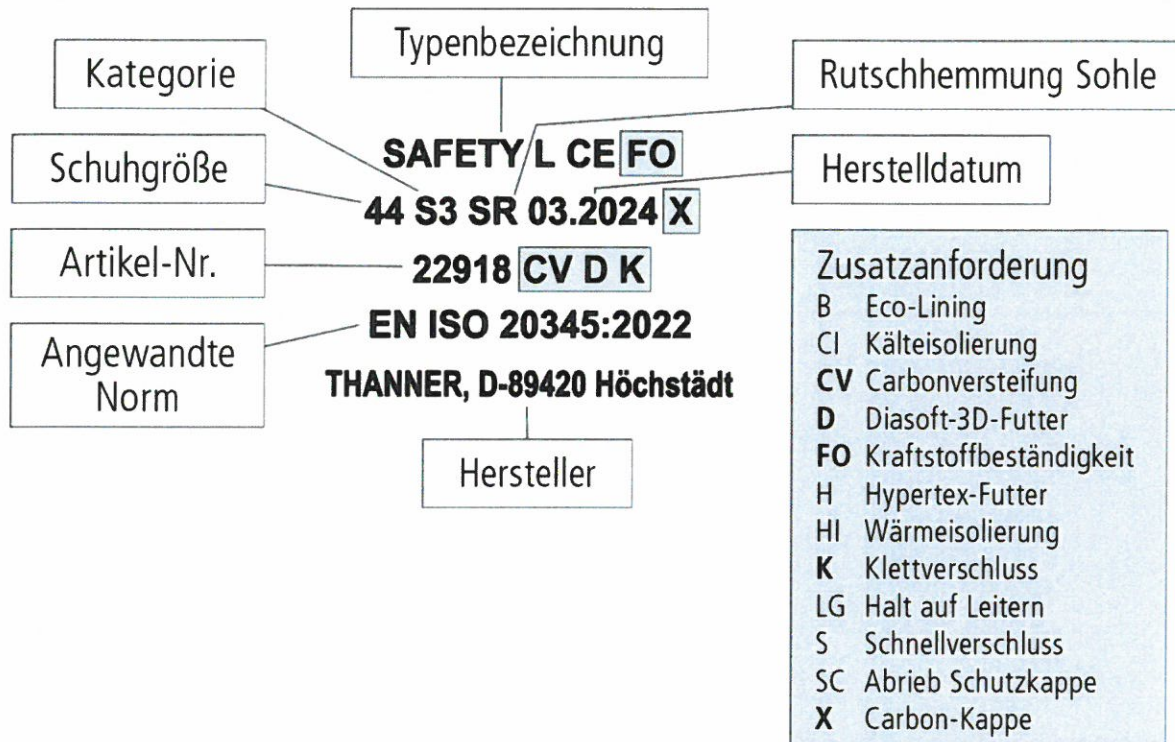 Typenbezeichnung
Kategorie
Rutschhemmung Sohle
SAFETY L CE FO
Schuhgröße
Herstelldatum
44 S3 SR 03.2024 X
Artikel-Nr.
22918 CV D K
EN ISO 20345:2022
Angewandte
Norm
THANNER, D-89420 Höchstädt
Hersteller
Zusatzanforderung
B Eco-Lining
CI Kälteisolierung
CV Carbonversteifung
D Diasoft-3D-Futter
FO Kraftstoffbeständigkeit
H Hypertex-Futter
HI Wärmeisolierung
K Klettverschluss
LG Halt auf Leitern
S Schnellverschluss
SC Abrieb Schutzkappe
X Carbon-Kappe